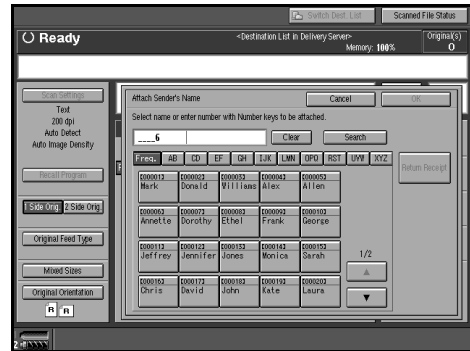 Switch Dest. List Scanned File Status
Ready <Destination List in Delivery Server> Original(s)
Memory: 100% 0
Scan Settings
Text
200 dpi
Auto Detect
Auto Image Density
Recall Program
1 Side Orig. 2 Side Orig.
Original Feed Type
Mixed Sizes
Original Orientation
R R
Attach Sender's Name Cancel OK
Select name or enter number with Number keys to be attached.
____6 Clear Search
Freq. AB CD EF GH IJK LMN OPQ RST UVW XYZ
Return Receipt
[00001] [00002] [00003] [00004] [00005]
Mark Donald Williams Alex Allen
[00006] [00007] [00008] [00009] [00010]
Annette Dorothy Ethel Frank George
[00011] [00012] [00013] [00014] [00015]
Jeffrey Jennifer Jones Monica Sarah
1/2
[00016] [00017] [00018] [00019] [00020]
Chris David John Kate Laura